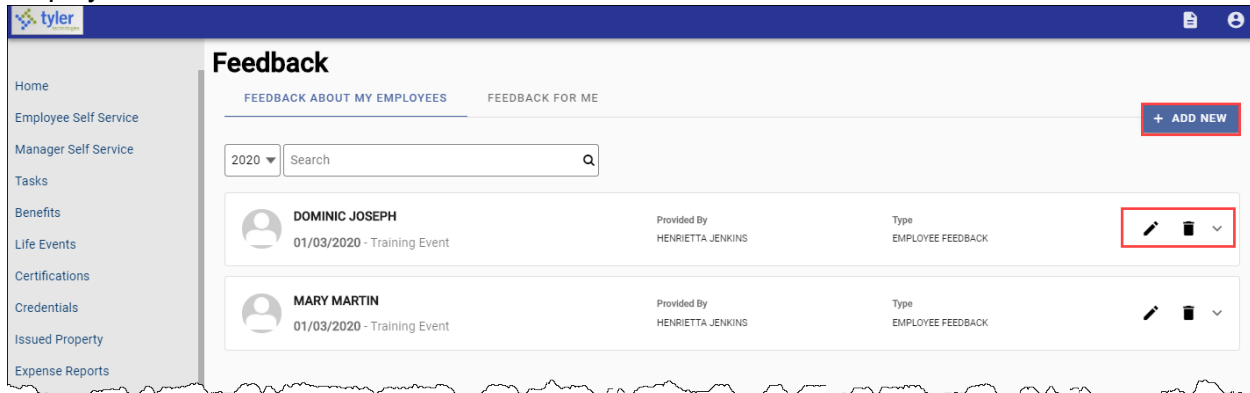 tyler
technologies
Feedback
Home
Employee Self Service
Manager Self Service
Tasks
Benefits
Life Events
Certifications
Credentials
Issued Property
Expense Reports
FEEDBACK ABOUT MY EMPLOYEES FEEDBACK FOR ME
+ ADD NEW
2020 Search
DOMINIC JOSEPH
01/03/2020 - Training Event
Provided By
HENRIETTA JENKINS
Type
EMPLOYEE FEEDBACK
MARY MARTIN
01/03/2020 - Training Event
Provided By
HENRIETTA JENKINS
Type
EMPLOYEE FEEDBACK